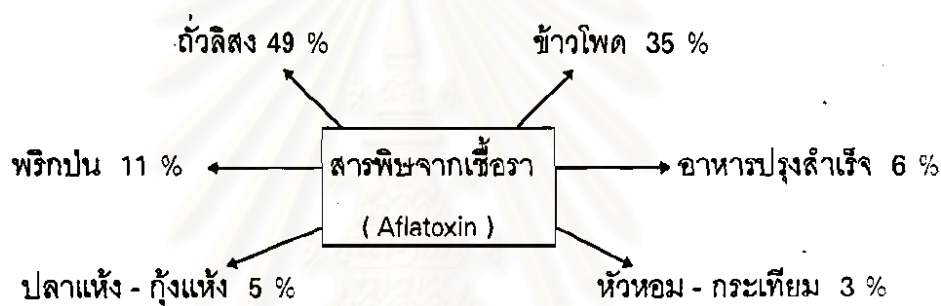 ถั่วลิสง 49 % ข้าวโพด 35 %
พริกป่น 11 % สารพิษจากเชื้อรา อาหารปรุงสำเร็จ 6 %
( Aflatoxin )
ปลาแห้ง - กุ้งแห้ง 5 % หัวหอม - กระเทียม 3 %